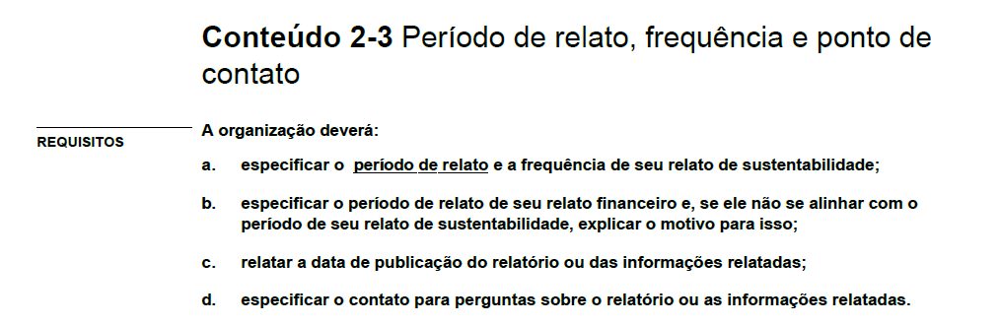 Conteúdo 2-3 Período de relato, frequência e ponto de
contato
REQUISITOS
A organização deverá:
a. especificar o período de relato e a frequência de seu relato de sustentabilidade;
b. especificar o período de relato de seu relato financeiro e, se ele não se alinhar com o
período de seu relato de sustentabilidade, explicar o motivo para isso;
c. relatar a data de publicação do relatório ou das informações relatadas;
d. especificar o contato para perguntas sobre o relatório ou as informações relatadas.